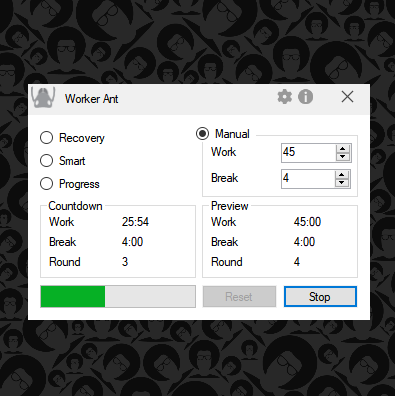 Worker Ant
Recovery
Smart
Progress
Manual
Work 45
Break 4
Countdown
Work 25:54
Break 4:00
Round 3
Preview
Work 45:00
Break 4:00
Round 4
Reset
Stop